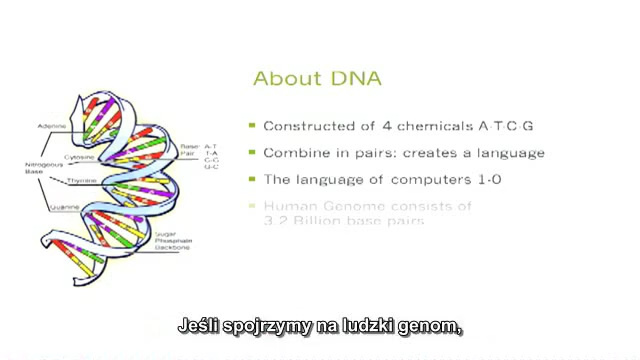 About DNA
Constructed of 4 chemicals A-T-C-G
Combine in pairs: creates a language
The language of computers 1-0
Human Genome consists of
3.2 Billion base pairs
Adenine
Cytosine
Nitrogenous
Base
Thymine
Guanine
Base
Pair
A-T
T-A
C-G
G-C
Sugar
Phosphate
Backbone
Jeśli spojrzymy na ludzki genom,